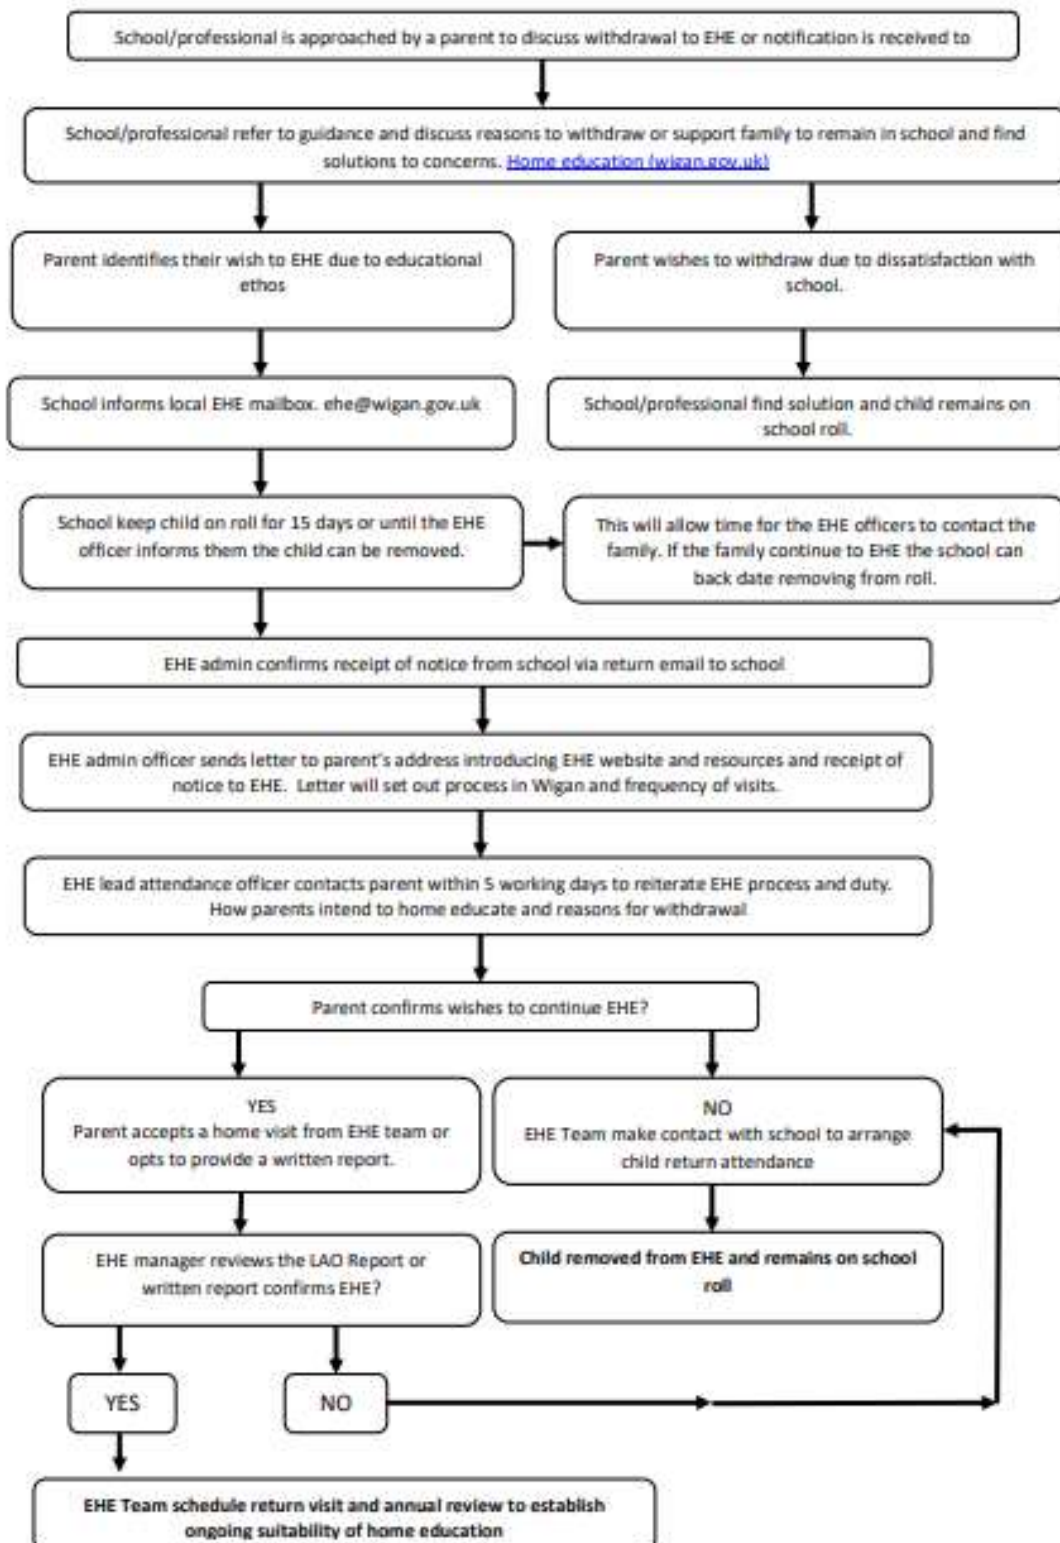 School/professional is approached by a parent to discuss withdrawal to EHE or notification is received to
School/professional refer to guidance and discuss reasons to withdraw or support family to remain in school and find
solutions to concerns. Home education (wigan.gov.uk)
Parent identifies their wish to EHE due to educational
ethos
Parent wishes to withdraw due to dissatisfaction with
school.
School informs local EHE mailbox. ehe@wigan.gov.uk
School/professional find solution and child remains on
school roll.
School keep child on roll for 15 days or until the EHE
officer informs them the child can be removed.
This will allow time for the EHE officers to contact the
family. If the family continue to EHE the school can
back date removing from roll.
EHE admin confirms receipt of notice from school via return email to school
EHE admin officer sends letter to parent's address introducing EHE website and resources and receipt of
notice to EHE. Letter will set out process in Wigan and frequency of visits.
EHE lead attendance officer contacts parent within 5 working days to reiterate EHE process and duty.
How parents intend to home educate and reasons for withdrawal
Parent confirms wishes to continue EHE?
YES
Parent accepts a home visit from EHE team or
opts to provide a written report.
NO
EHE Team make contact with school to arrange
child return attendance
EHE manager reviews the LAO Report or
written report confirms EHE?
Child removed from EHE and remains on school
roll
YES
NO
EHE Team schedule return visit and annual review to establish
ongoing suitability of home education